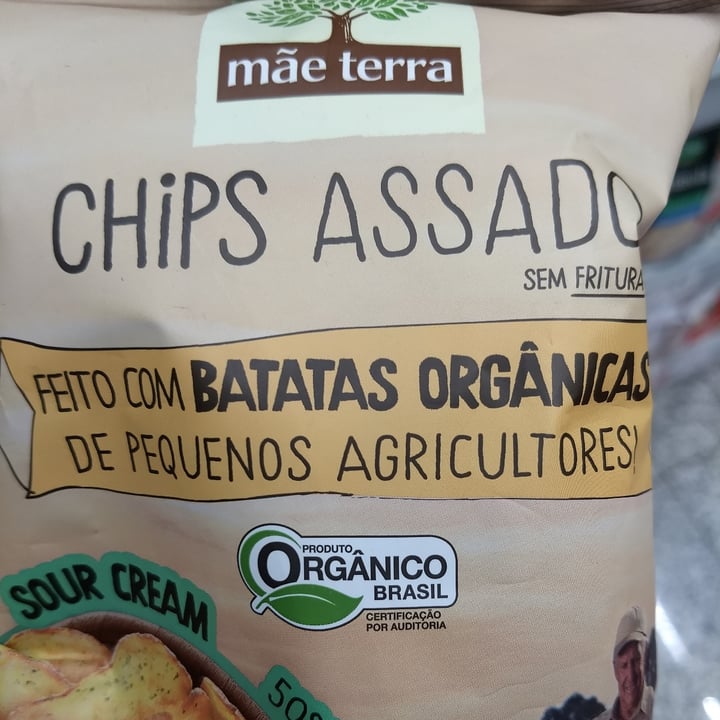 mãe terra
CHiPS ASSADO
SEM FRITURA
FEITO COM BATATAS ORGÂNICAS
DE PEQUENOS AGRICULTORES!
PRODUTO
ORGÂNICO
BRASIL
CERTIFICAÇÃO
POR AUDITORIA
SOUR CREAM